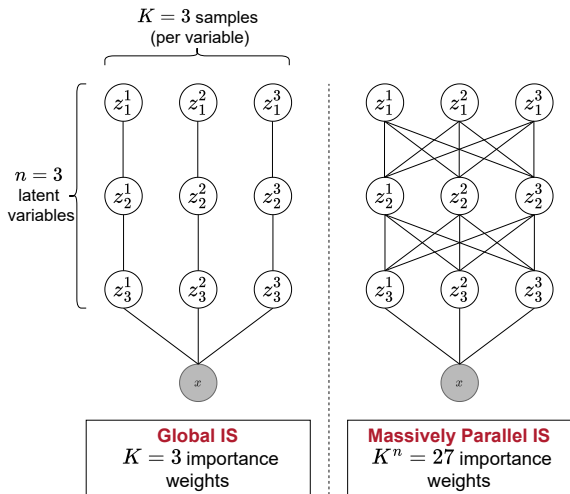 K = 3 samples
(per variable)
n = 3
latent
variables
z_1^1 z_1^2 z_1^3
z_2^1 z_2^2 z_2^3
z_3^1 z_3^2 z_3^3
x
Global IS
K = 3 importance
weights
z_1^1 z_1^2 z_1^3
z_2^1 z_2^2 z_2^3
z_3^1 z_3^2 z_3^3
x
Massively Parallel IS
K^n = 27 importance
weights